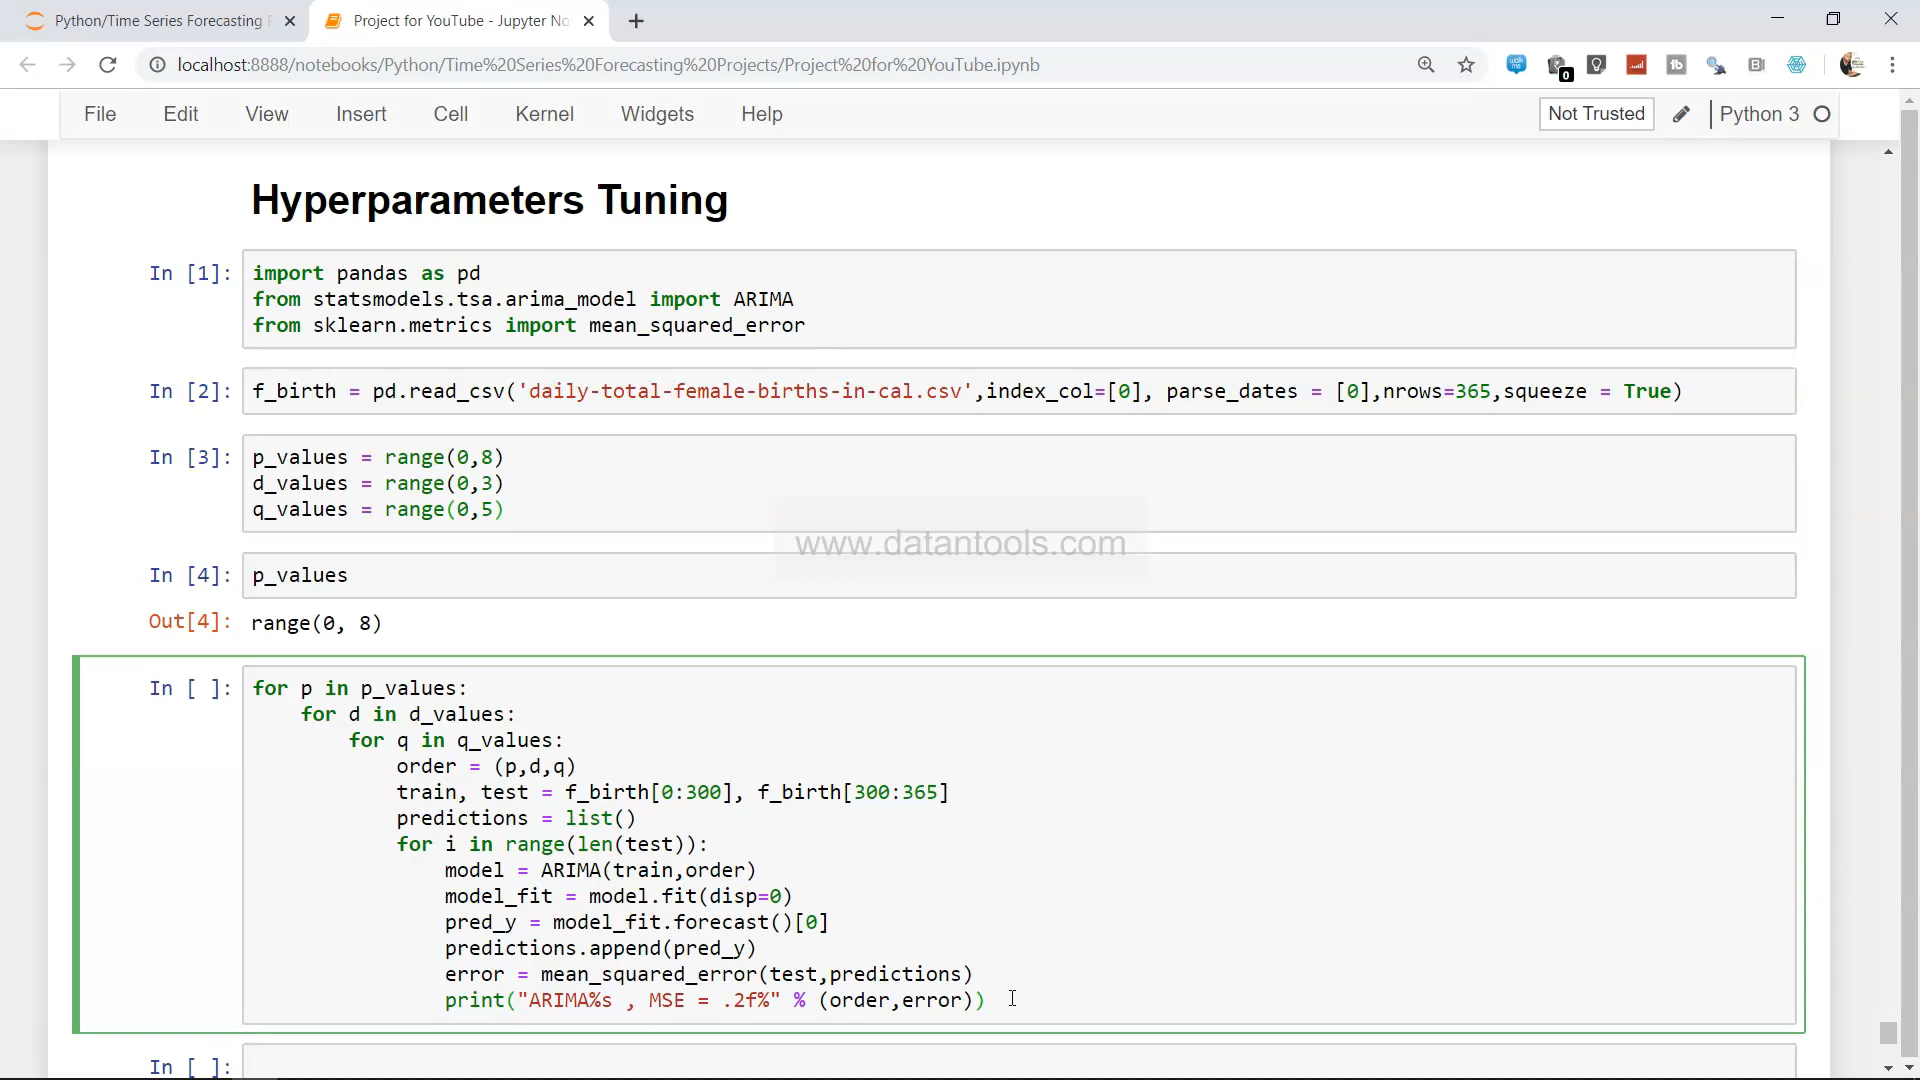 Python/Time Series Forecasting
Project for YouTube - Jupyter No
localhost:8888/notebooks/Python/Time%20Series%20Forecasting%20Projects/Project%20for%20YouTube.ipynb
File Edit View Insert Cell Kernel Widgets Help Not Trusted Python 3
Hyperparameters Tuning
In [1]: import pandas as pd
from statsmodels.tsa.arima_model import ARIMA
from sklearn.metrics import mean_squared_error
In [2]: f_birth = pd.read_csv('daily-total-female-births-in-cal.csv',index_col=[0], parse_dates = [0],nrows=365,squeeze = True)
In [3]: p_values = range(0,8)
d_values = range(0,3)
q_values = range(0,5)
www.datantools.com
In [4]: p_values
Out[4]: range(0, 8)
In [ ]: for p in p_values:
for d in d_values:
for q in q_values:
order = (p,d,q)
train, test = f_birth[0:300], f_birth[300:365]
predictions = list()
for i in range(len(test)):
model = ARIMA(train,order)
model_fit = model.fit(disp=0)
pred_y = model_fit.forecast()[0]
predictions.append(pred_y)
error = mean_squared_error(test,predictions)
print("ARIMA%s , MSE = .2f%" % (order,error))
In [ ]: